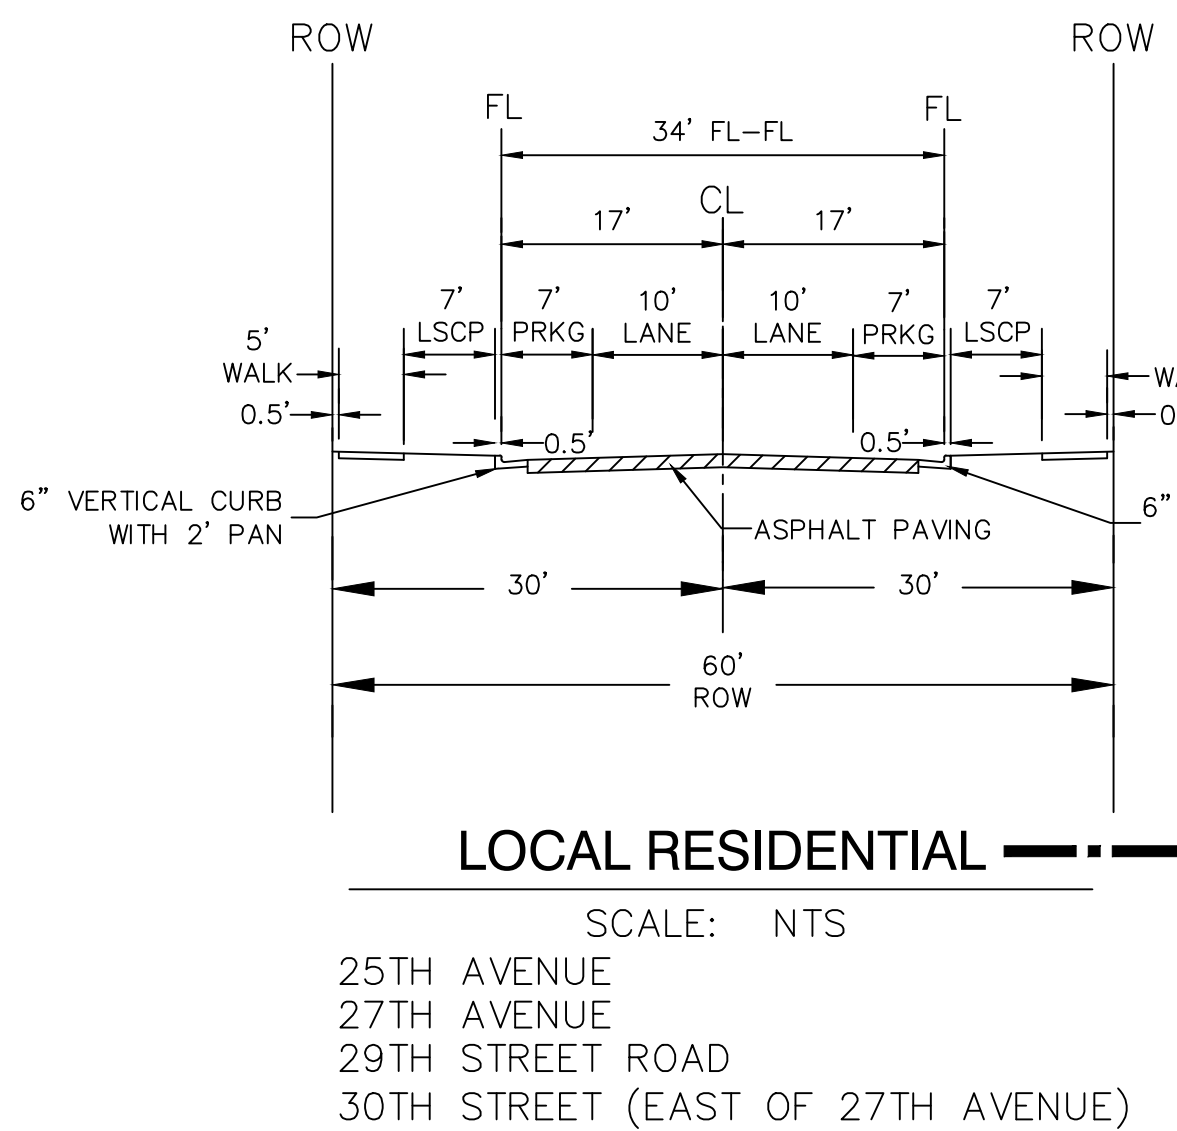 ROW ROW
FL FL
34' FL-FL
CL
17' 17'
7' 7' 10' 10' 7' 7'
LSCP PRKG LANE LANE PRKG LSCP
5'
WALK
0.5' 0.5' 0.5'
6" VERTICAL CURB
WITH 2' PAN
6"
ASPHALT PAVING
30' 30'
60'
ROW
LOCAL RESIDENTIAL
SCALE: NTS
25TH AVENUE
27TH AVENUE
29TH STREET ROAD
30TH STREET (EAST OF 27TH AVENUE)